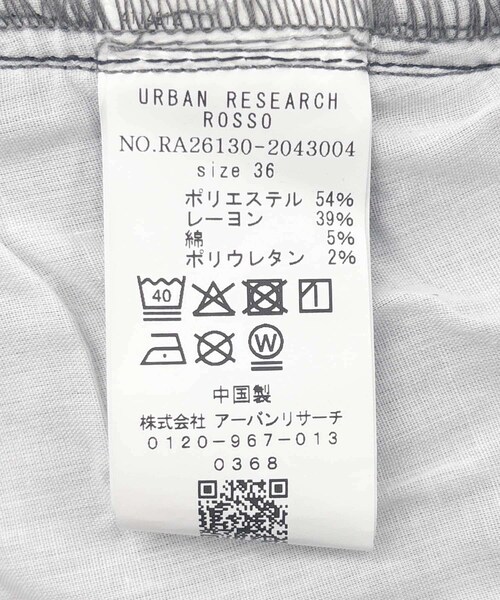 URBAN RESEARCH
ROSSO
NO.RA26130-2043004
size 36
ポリエステル 54%
レーヨン 39%
綿 5%
ポリウレタン 2%
40
W
中国製
株式会社 アーバンリサーチ
0120-967-013
0368